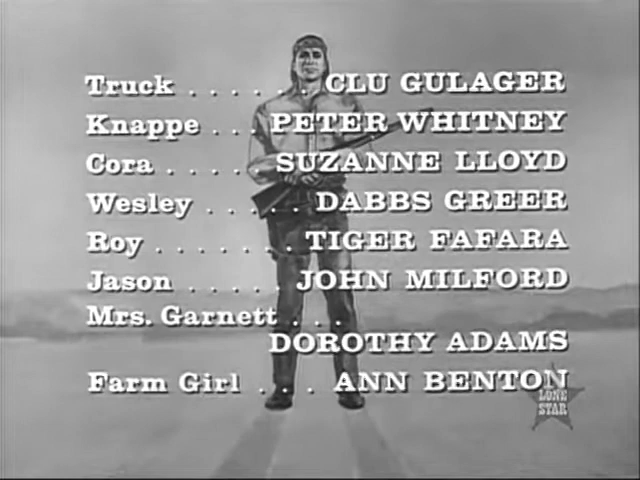 Truck . . . . . . CLU GULAGER
Knappe . . . PETER WHITNEY
Cora . . . . . SUZANNE LLOYD
Wesley . . . . . DABBS GREER
Roy . . . . . . . TIGER FAFARA
Jason . . . . . JOHN MILFORD
Mrs. Garnett . . .
DOROTHY ADAMS
Farm Girl . . . ANN BENTON
LONE
STAR